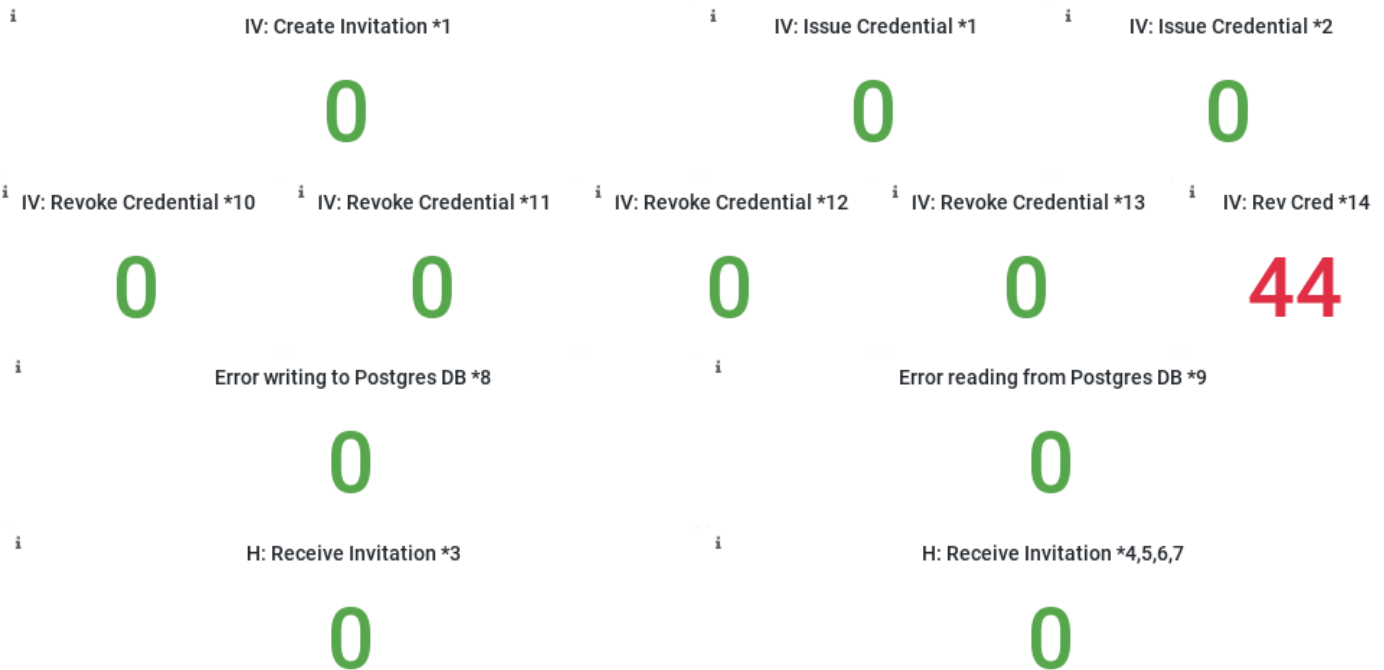 IV: Create Invitation *1
IV: Issue Credential *1
IV: Issue Credential *2
0
0
0
IV: Revoke Credential *10
IV: Revoke Credential *11
IV: Revoke Credential *12
IV: Revoke Credential *13
IV: Rev Cred *14
0
0
0
0
44
Error writing to Postgres DB *8
Error reading from Postgres DB *9
0
0
H: Receive Invitation *3
H: Receive Invitation *4,5,6,7
0
0